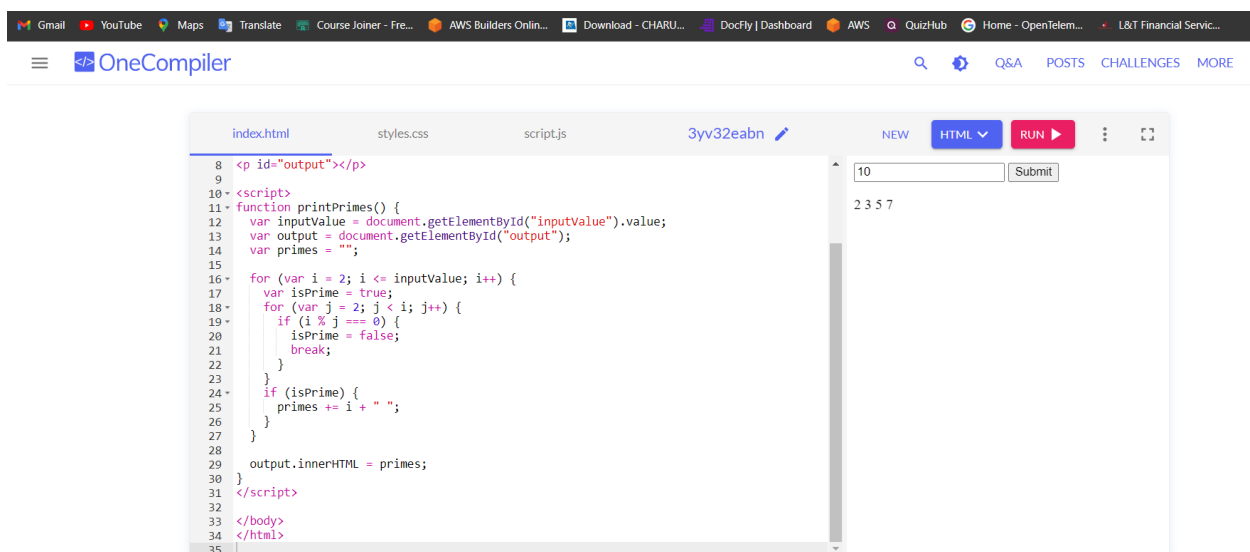 Gmail YouTube Maps Translate Course Joiner - Fre... AWS Builders Onlin... Download - CHARU... DocFly | Dashboard AWS QuizHub Home - OpenTelem... L&T Financial Servic...
</> OneCompiler Q&A POSTS CHALLENGES MORE
index.html styles.css script.js 3yv32eabn NEW HTML RUN
8 <p id="output"></p>
9
10 <script>
11 function printPrimes() {
12 var inputValue = document.getElementById("inputValue").value;
13 var output = document.getElementById("output");
14 var primes = "";
15
16 for (var i = 2; i <= inputValue; i++) {
17 var isPrime = true;
18 for (var j = 2; j < i; j++) {
19 if (i % j === 0) {
20 isPrime = false;
21 break;
22 }
23 }
24 if (isPrime) {
25 primes += i + " ";
26 }
27 }
28
29 output.innerHTML = primes;
30 }
31 </script>
32
33 </body>
34 </html>
35
10 Submit
2 3 5 7